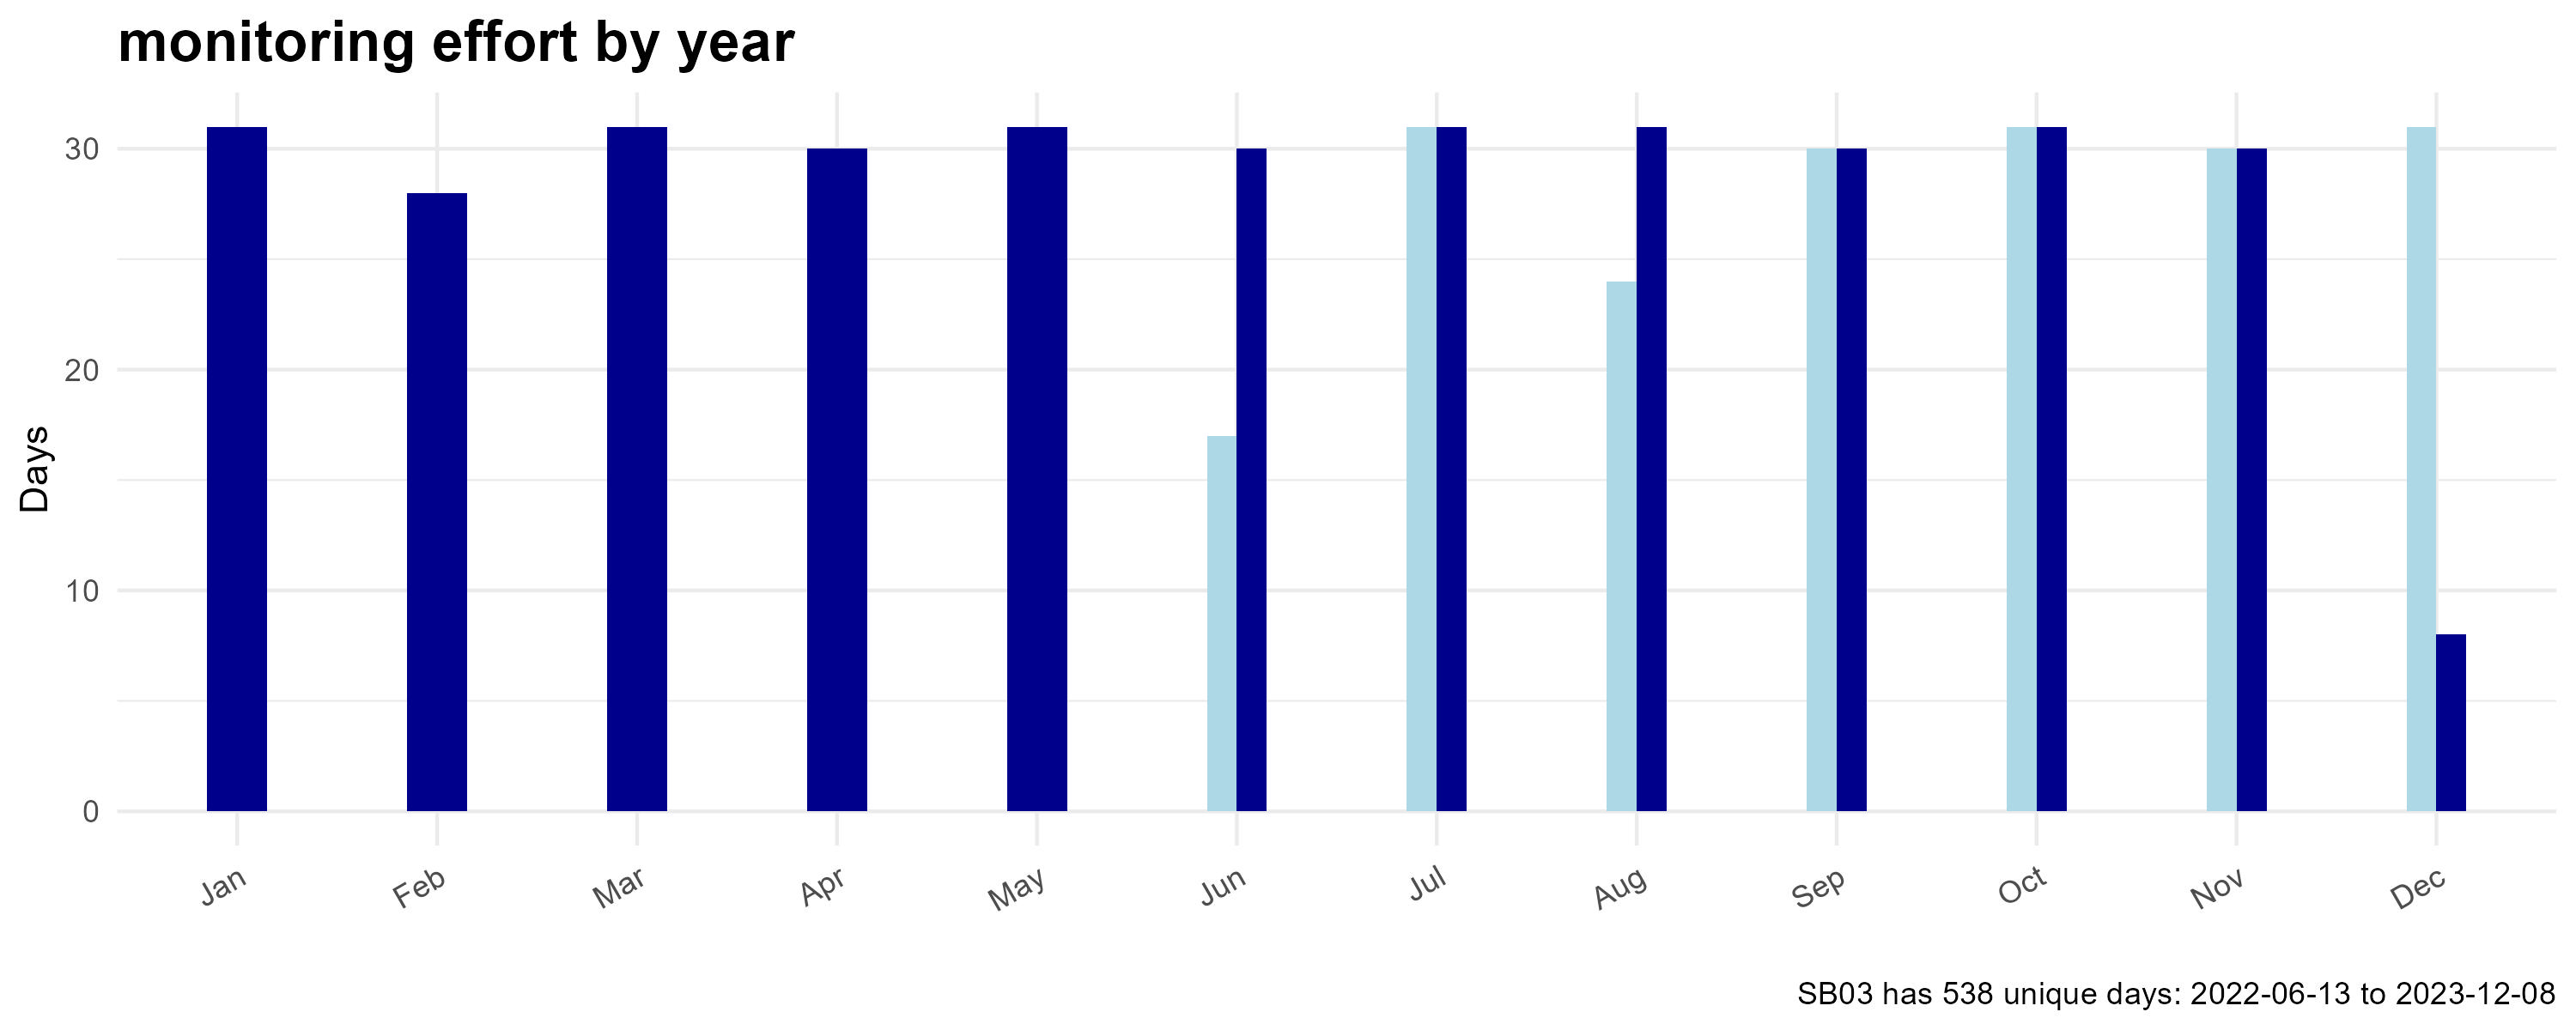 monitoring effort by year
Days
30
20
10
0
Jan
Feb
Mar
Apr
May
Jun
Jul
Aug
Sep
Oct
Nov
Dec
SB03 has 538 unique days: 2022-06-13 to 2023-12-08